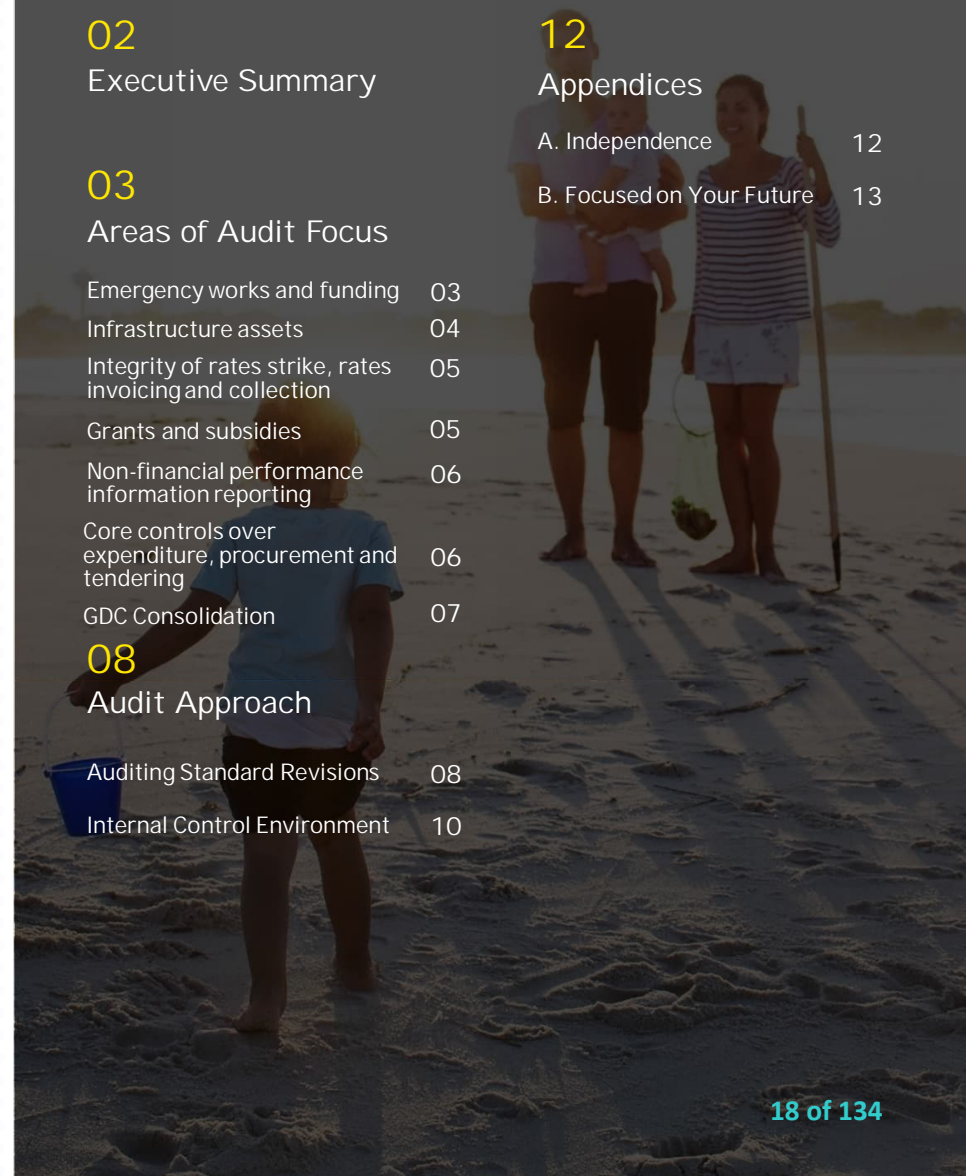 02
Executive Summary
03
Areas of Audit Focus
Emergency works and funding 03
Infrastructure assets 04
Integrity of rates strike, rates
invoicing and collection 05
Grants and subsidies 05
Non-financial performance
information reporting 06
Core controls over
expenditure, procurement and
tendering 06
GDC Consolidation 07
08
Audit Approach
Auditing Standard Revisions 08
Internal Control Environment 10
12
Appendices
A. Independence 12
B. Focused on Your Future 13
18 of 134